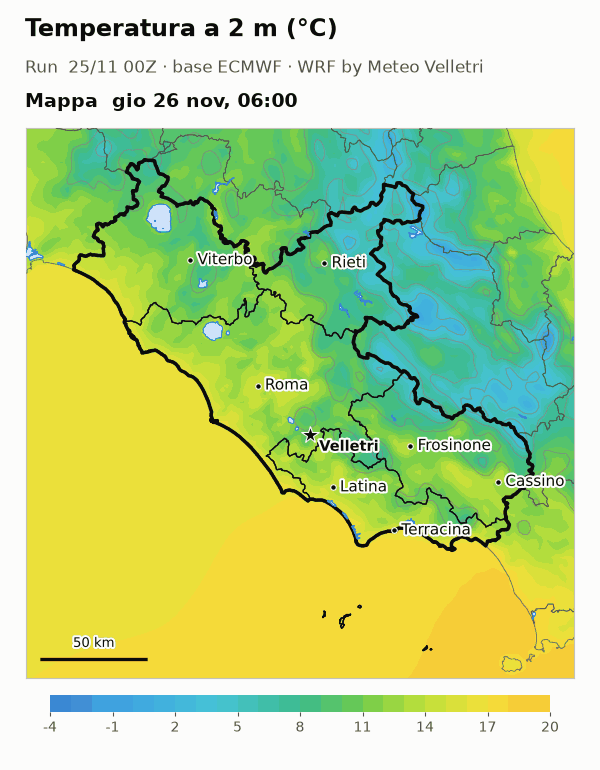 Temperatura a 2 m (°C)
Run  25/11 00Z · base ECMWF · WRF by Meteo Velletri
Mappa  gio 26 nov, 06:00
Viterbo
Rieti
Roma
Velletri
Frosinone
Cassino
Latina
Terracina
50 km
-4 -1 2 5 8 11 14 17 20